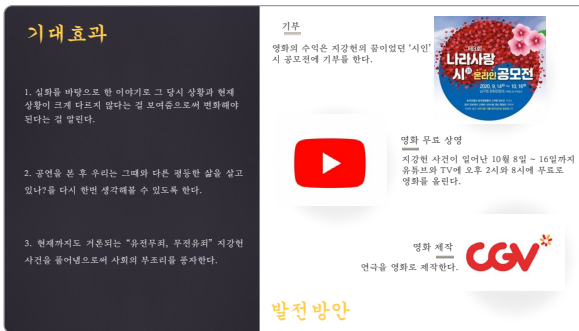 기대효과
1. 실화를 바탕으로 한 이야기로 그 당시 상황과 현재
상황이 크게 다르지 않다는 걸 보여줌으로써 변화해야
된다는 걸 알린다.
2. 공연을 본 후 우리는 그때와 다른 평등한 삶을 살고
있나?를 다시 한번 생각해볼 수 있도록 한다.
3. 현재까지도 거론되는 “유전무죄, 무전유죄” 지강헌
사건을 풀어냄으로써 사회의 부조리를 풍자한다.
기부
영화의 수익은 지강헌의 꿈이었던 ‘시인’
시 공모전에 기부를 한다.
나라사랑
시 온라인 공모전
영화 무료 상영
지강헌 사건이 일어난 10월 8일 ~ 16일까지
유튜브와 TV에 오후 2시와 8시에 무료로
영화를 올린다.
영화 제작
연극을 영화로 제작한다.
CGV
발전방안